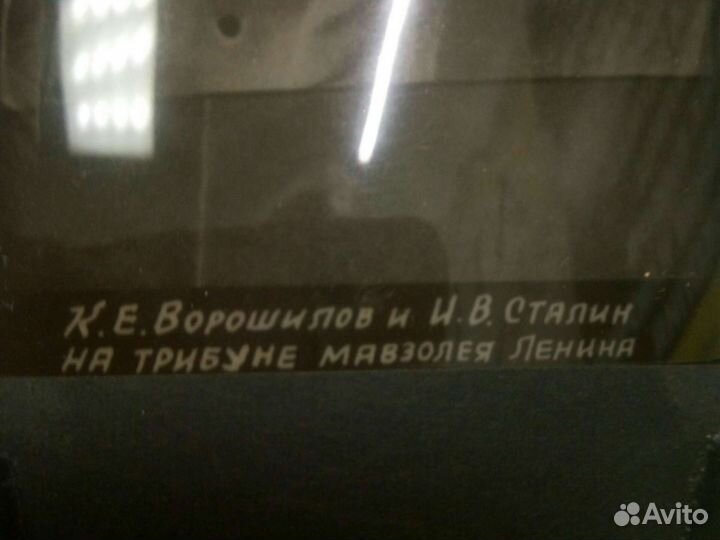 К. Е. Ворошилов и И. В. Сталин
на трибуне мавзолея Ленина
Avito